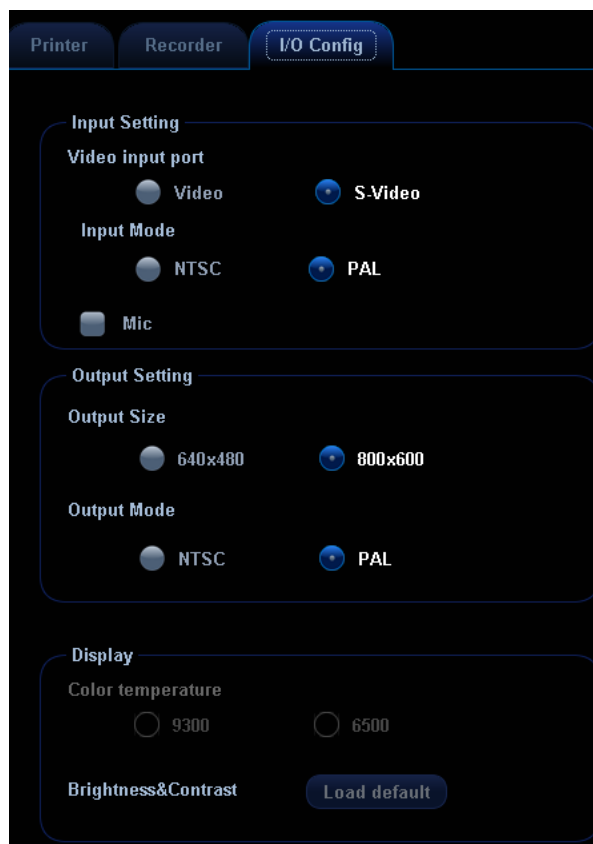 Printer Recorder I/O Config
Input Setting
Video input port
Video S-Video
Input Mode
NTSC PAL
Mic
Output Setting
Output Size
640x480 800x600
Output Mode
NTSC PAL
Display
Color temperature
9300 6500
Brightness&Contrast Load default